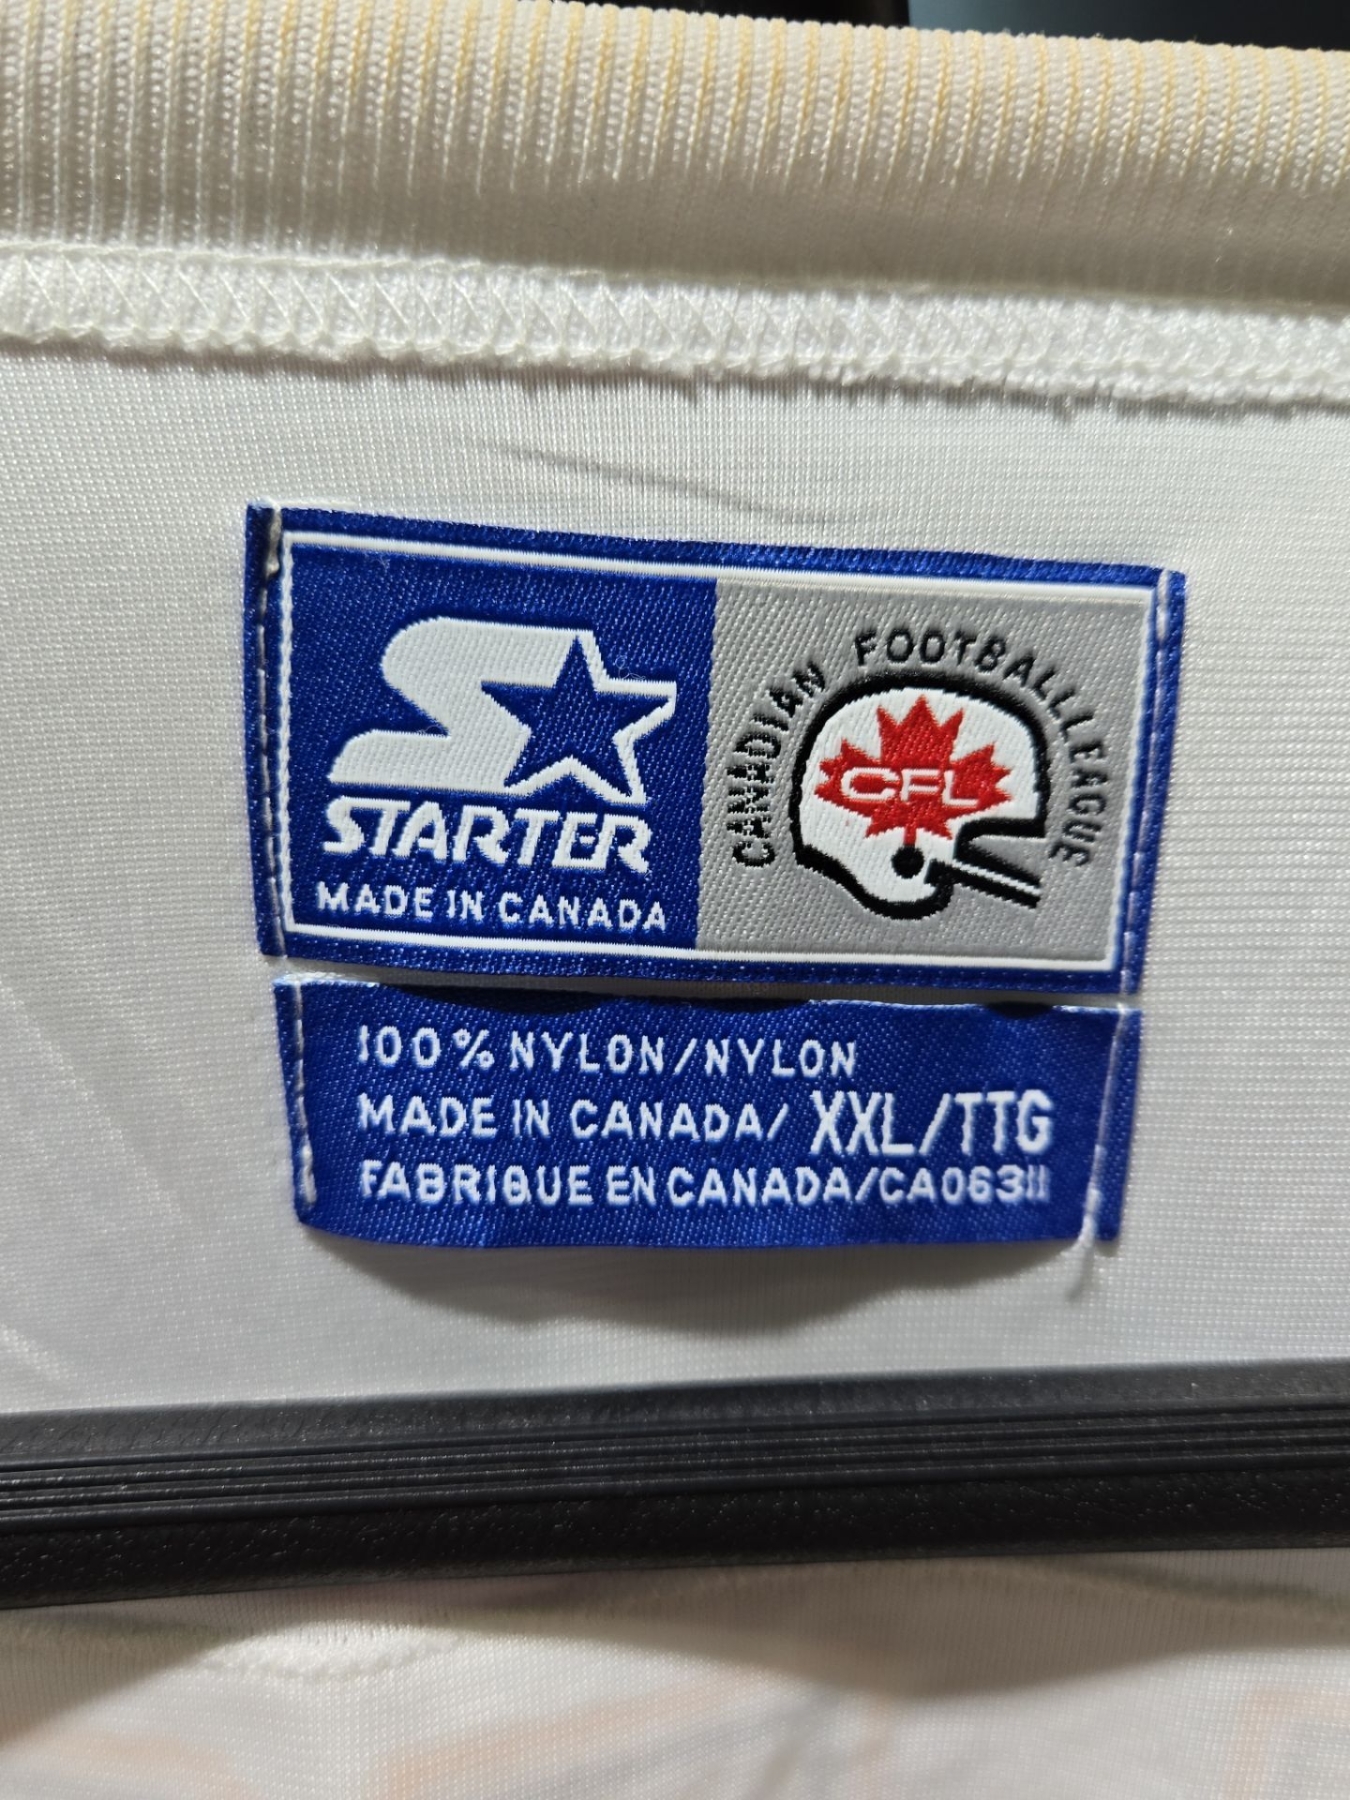 STARTER
MADE IN CANADA
CANADIAN FOOTBALL LEAGUE
CFL
100% NYLON/NYLON
MADE IN CANADA/ XXL/TTG
FABRIQUE EN CANADA/CA06311